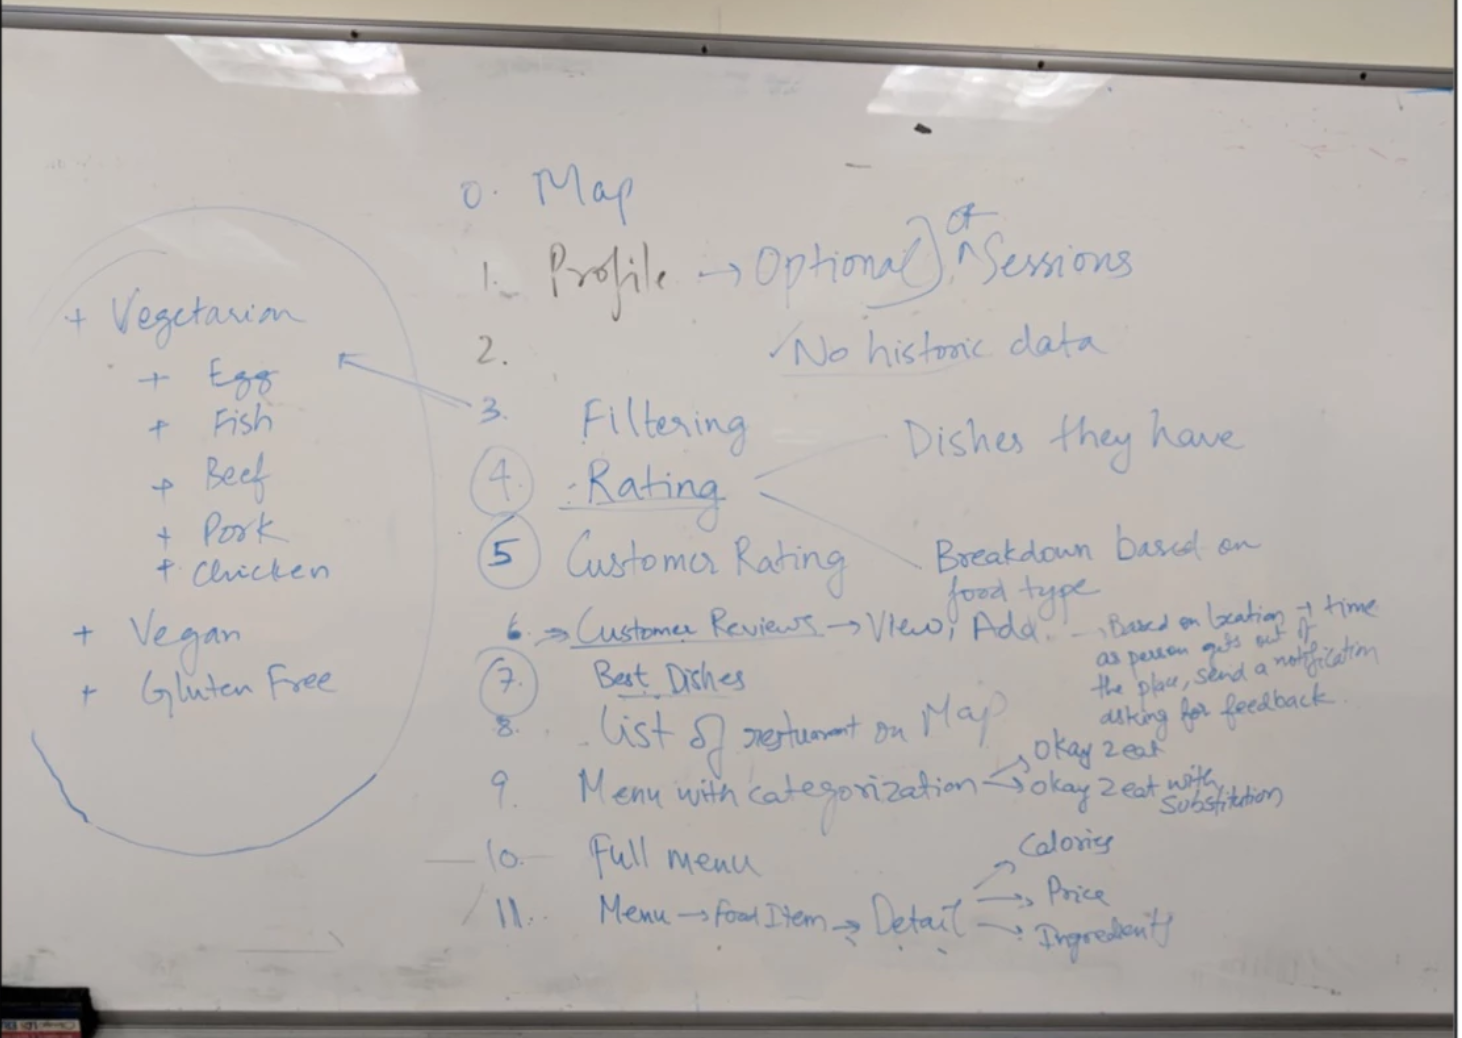 0. Map
1. Profile → Optional) of ^ Sessions
2. No historic data
3. Filtering
+ Vegetarian
+ Egg
+ Fish
+ Beef
+ Pork
+ Chicken
+ Vegan
+ Gluten Free
4. Rating
Dishes they have
Breakdown based on
food type
5 Customer Rating
6. ⇒ Customer Reviews → View, Add
→ Based on location + time
as person gets out of
the place, send a notification
asking for feedback.
7. Best Dishes
8. List of resturant on Map
9. Menu with categorization
→ Okay 2 eat
→ Okay 2 eat with
Substitution
10. Full menu
11. Menu → Food Item → Detail
→ Calories
→ Price
→ Ingredients